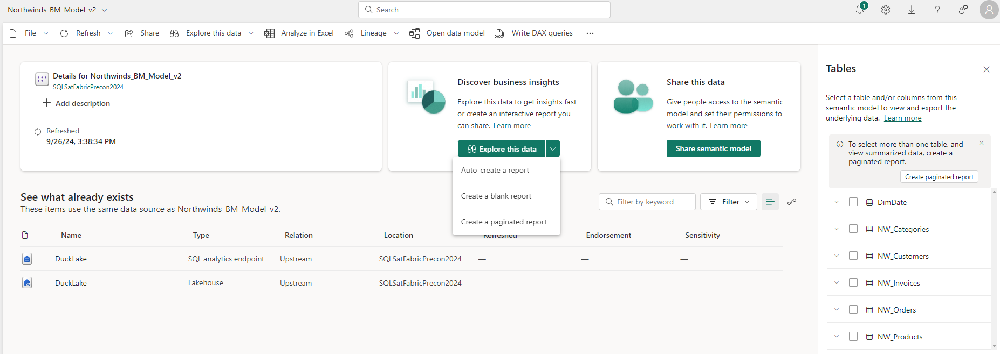 Northwinds_BM_Model_v2
Search
1
File
Refresh
Share
Explore this data
Analyze in Excel
Lineage
Open data model
DAX
Write DAX queries
...
Details for Northwinds_BM_Model_v2
SQLSatFabricPrecon2024
Add description
Refreshed
9/26/24, 3:38:34 PM
Discover business insights
Explore this data to get insights fast
or create an interactive report you
can share. Learn more
Explore this data
Auto-create a report
Create a blank report
Create a paginated report
Share this data
Give people access to the semantic
model and set their permissions to
work with it. Learn more
Share semantic model
See what already exists
These items use the same data source as Northwinds_BM_Model_v2.
Filter by keyword
Filter
Name Type Relation Location Refreshed Endorsement Sensitivity
DuckLake SQL analytics endpoint Upstream SQLSatFabricPrecon2024 — — —
DuckLake Lakehouse Upstream SQLSatFabricPrecon2024 — — —
Tables
Select a table and/or columns from this
semantic model to view and export the
underlying data. Learn more
To select more than one table, and
view summarized data, create a
paginated report.
Create paginated report
DimDate
NW_Categories
NW_Customers
NW_Invoices
NW_Orders
NW_Products